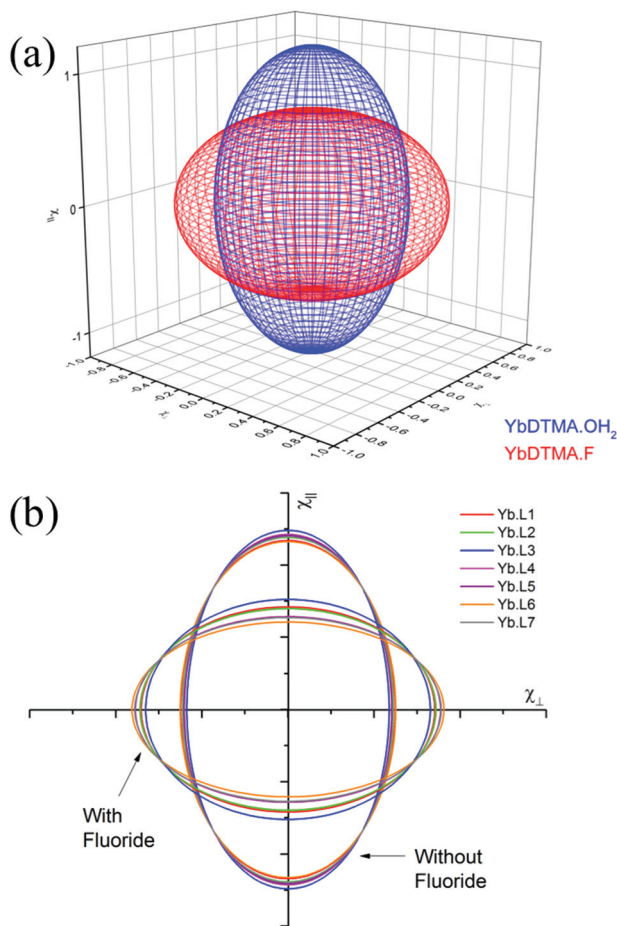 (a)
1
0
-1
χ||
-1.0
-0.8
-0.6
-0.4
-0.2
0.0
0.2
0.4
0.6
0.8
1.0
-1.0
-0.8
-0.6
-0.4
-0.2
0.0
0.2
0.4
0.6
0.8
1.0
χ⊥
YbDTMA.OH₂
YbDTMA.F
(b)
χ||
Yb.L1
Yb.L2
Yb.L3
Yb.L4
Yb.L5
Yb.L6
Yb.L7
χ⊥
With
Fluoride
Without
Fluoride